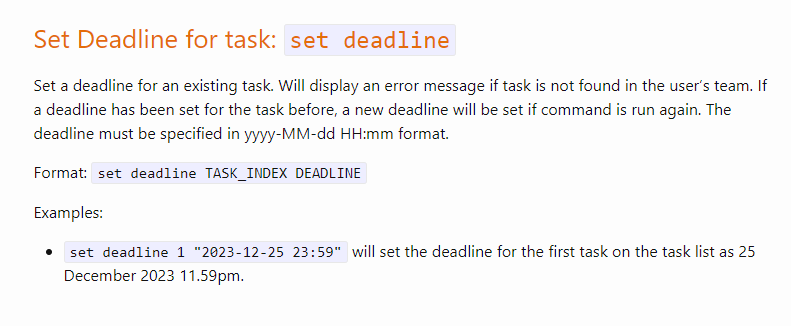 Set Deadline for task: set deadline
Set a deadline for an existing task. Will display an error message if task is not found in the user’s team. If
a deadline has been set for the task before, a new deadline will be set if command is run again. The
deadline must be specified in yyyy-MM-dd HH:mm format.
Format: set deadline TASK_INDEX DEADLINE
Examples:
• set deadline 1 "2023-12-25 23:59" will set the deadline for the first task on the task list as 25
December 2023 11.59pm.